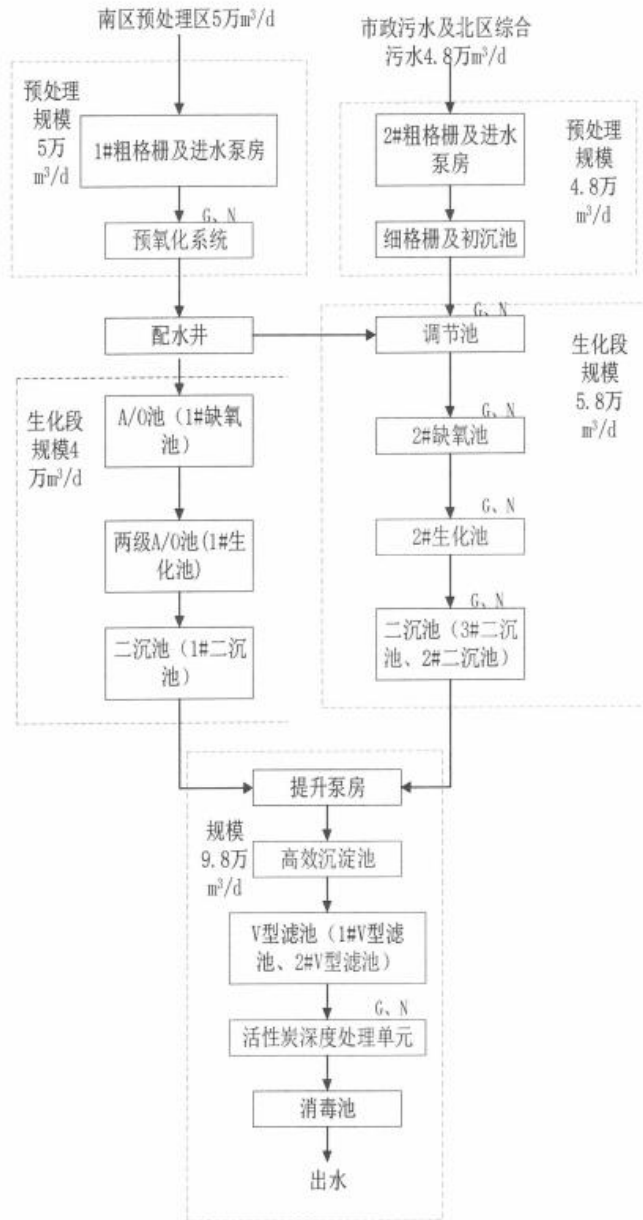 南区预处理区5万m³/d
市政污水及北区综合
污水4.8万m³/d
预处理
规模
5万
m³/d
1#粗格栅及进水泵房
G、N
预氧化系统
2#粗格栅及进水
泵房
细格栅及初沉池
预处理
规模
4.8万
m³/d
配水井
G、N
调节池
生化段
规模4
万m³/d
A/O池（1#缺氧
池）
两级A/O池(1#生
化池)
二沉池（1#二沉
池）
G、N
2#缺氧池
G、N
2#生化池
G、N
二沉池（3#二沉
池、2#二沉池）
生化段
规模
5.8万
m³/d
提升泵房
规模
9.8万
m³/d
高效沉淀池
V型滤池（1#V型滤
池、2#V型滤池）
G、N
活性炭深度处理单元
消毒池
出水